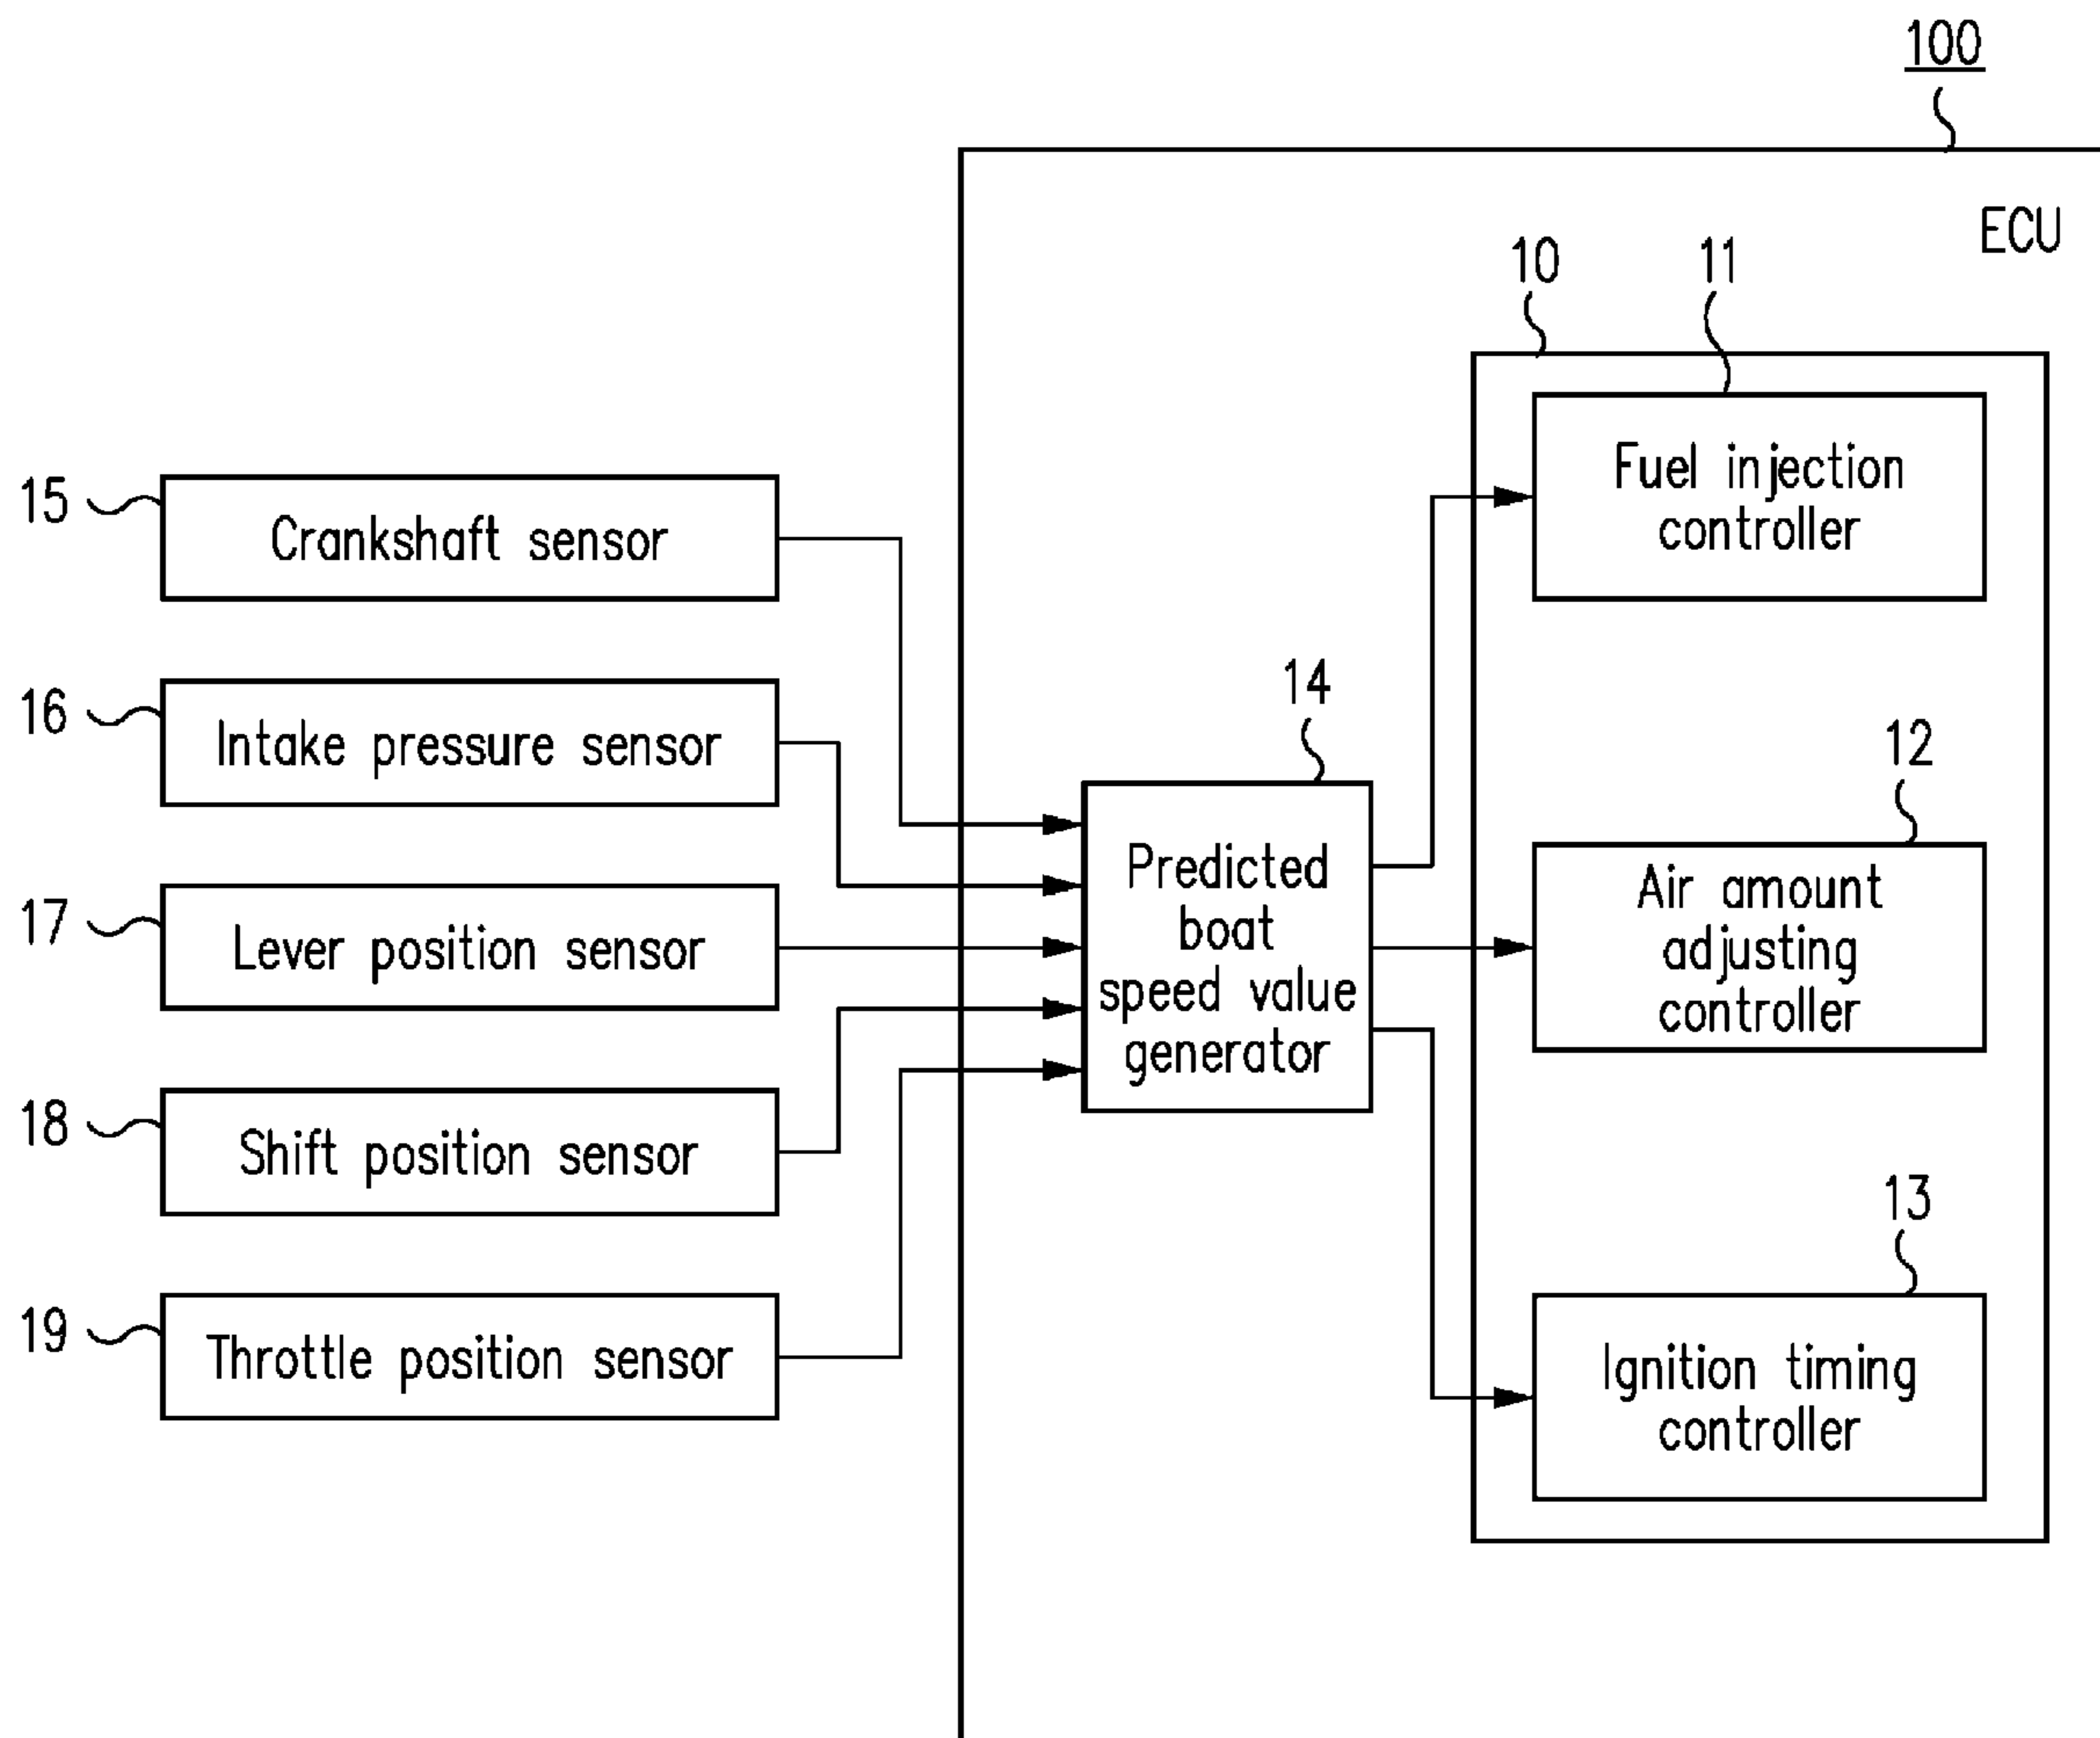 100
ECU
10
11
Fuel injection
controller
15
Crankshaft sensor
16
Intake pressure sensor
17
Lever position sensor
18
Shift position sensor
19
Throttle position sensor
14
Predicted
boat
speed value
generator
12
Air amount
adjusting
controller
13
Ignition timing
controller